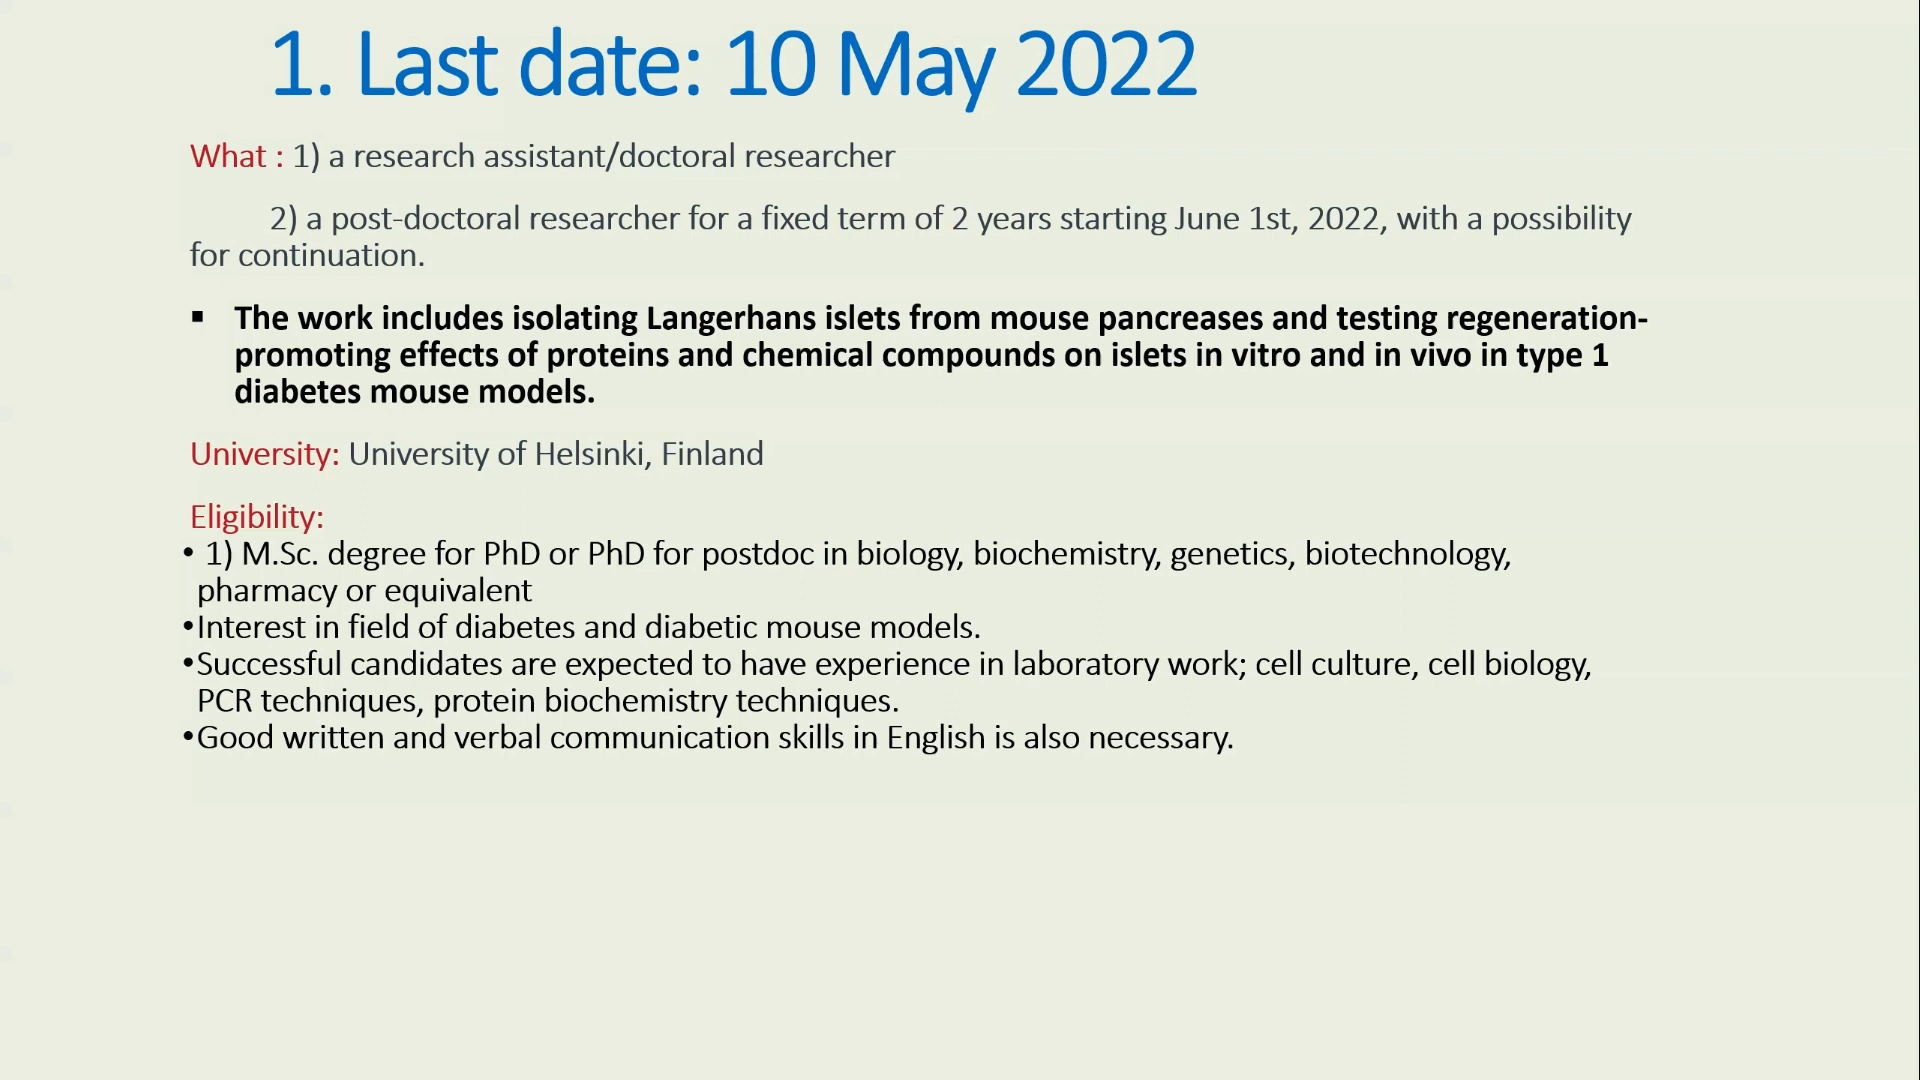 1. Last date: 10 May 2022
What : 1) a research assistant/doctoral researcher
2) a post-doctoral researcher for a fixed term of 2 years starting June 1st, 2022, with a possibility
for continuation.
▪ The work includes isolating Langerhans islets from mouse pancreases and testing regeneration-
promoting effects of proteins and chemical compounds on islets in vitro and in vivo in type 1
diabetes mouse models.
University: University of Helsinki, Finland
Eligibility:
• 1) M.Sc. degree for PhD or PhD for postdoc in biology, biochemistry, genetics, biotechnology,
pharmacy or equivalent
•Interest in field of diabetes and diabetic mouse models.
•Successful candidates are expected to have experience in laboratory work; cell culture, cell biology,
PCR techniques, protein biochemistry techniques.
•Good written and verbal communication skills in English is also necessary.